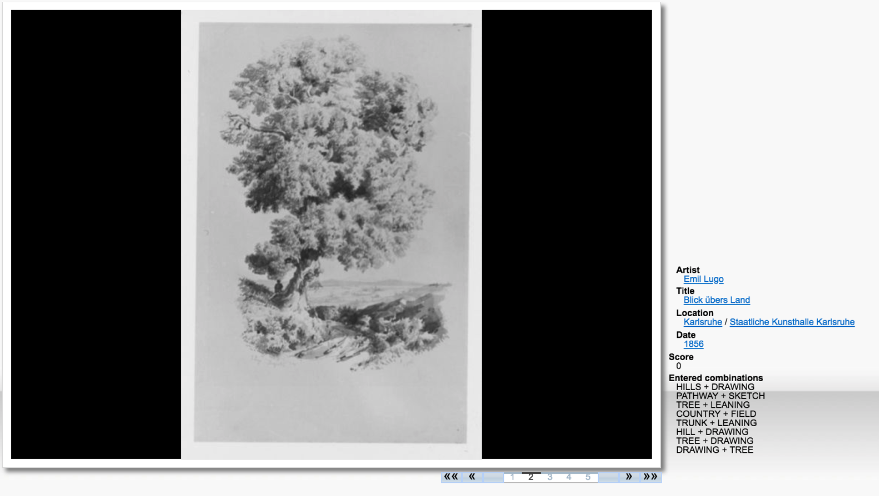 Artist
Emil Lugo
Title
Blick übers Land
Location
Karlsruhe / Staatliche Kunsthalle Karlsruhe
Date
1856
Score
0
Entered combinations
HILLS + DRAWING
PATHWAY + SKETCH
TREE + LEANING
COUNTRY + FIELD
TRUNK + LEANING
HILL + DRAWING
TREE + DRAWING
DRAWING + TREE
«« « 1 2 3 4 5 » »»